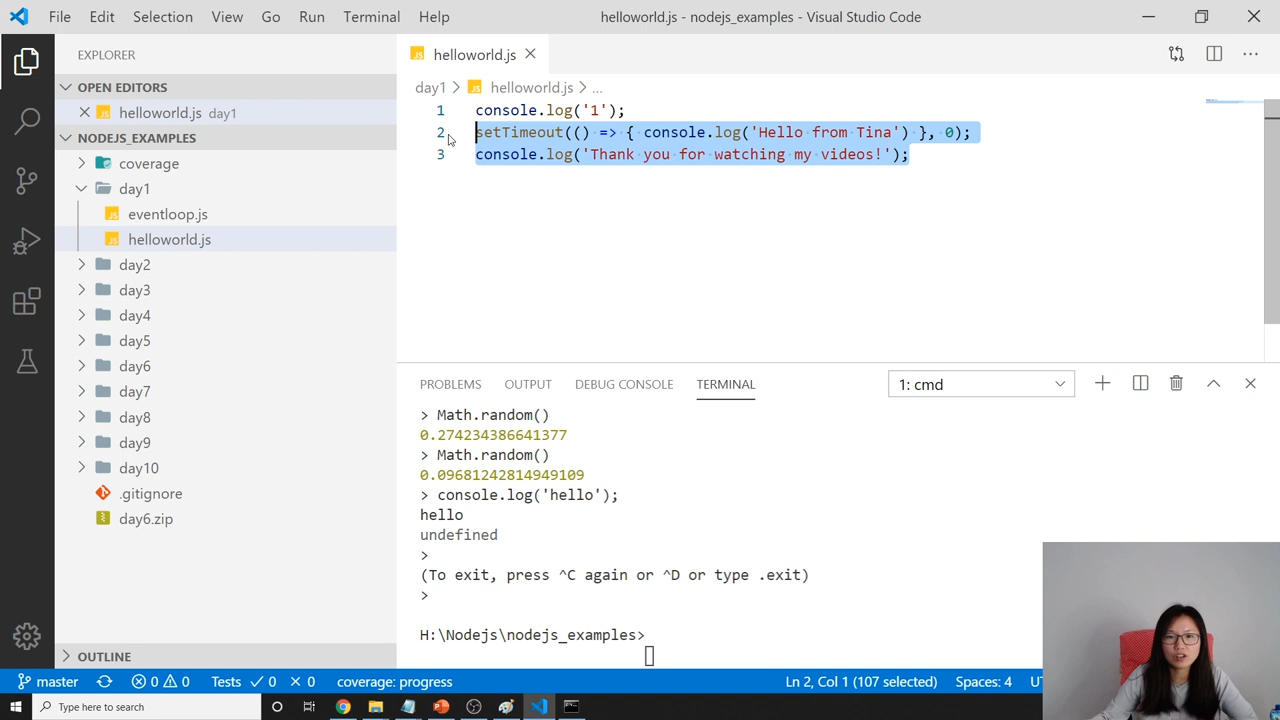 File Edit Selection View Go Run Terminal Help helloworld.js - nodejs_examples - Visual Studio Code
EXPLORER
OPEN EDITORS
JS helloworld.js day1
NODEJS_EXAMPLES
coverage
day1
JS eventloop.js
JS helloworld.js
day2
day3
day4
day5
day6
day7
day8
day9
day10
.gitignore
day6.zip
OUTLINE
JS helloworld.js
day1 > JS helloworld.js > ...
1 console.log('1');
2 setTimeout(() => { console.log('Hello from Tina') }, 0);
3 console.log('Thank you for watching my videos!');
PROBLEMS OUTPUT DEBUG CONSOLE TERMINAL 1: cmd
> Math.random()
0.274234386641377
> Math.random()
0.09681242814949109
> console.log('hello');
hello
undefined
>
(To exit, press ^C again or ^D or type .exit)
>
H:\Nodejs\nodejs_examples>
master 0 0 Tests 0 0 coverage: progress Ln 2, Col 1 (107 selected) Spaces: 4
Type here to search